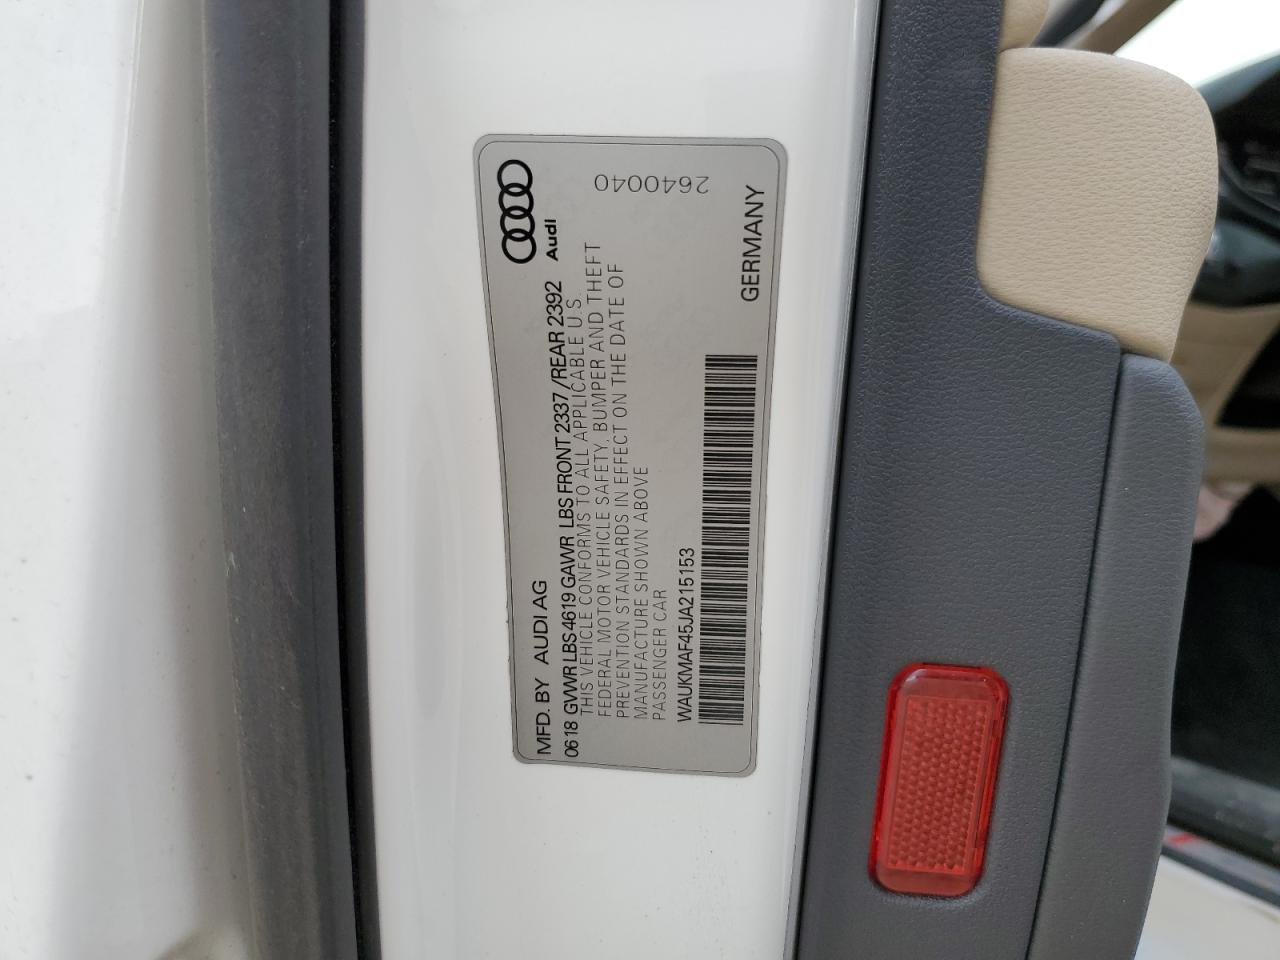 MFD. BY AUDI AG
0618 GVWR LBS 4619 GAWR LBS FRONT 2337/REAR 2392
THIS VEHICLE CONFORMS TO ALL APPLICABLE U.S.
FEDERAL MOTOR VEHICLE SAFETY, BUMPER AND THEFT
PREVENTION STANDARDS IN EFFECT ON THE DATE OF
MANUFACTURE SHOWN ABOVE
PASSENGER CAR
WAUKMAF45JA215153
Audi
2640040
GERMANY